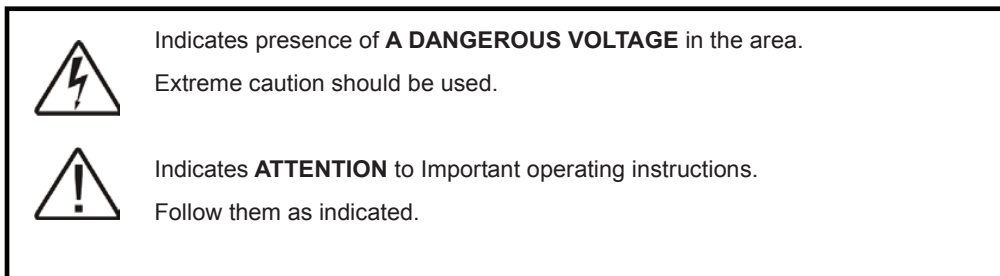 Indicates presence of A DANGEROUS VOLTAGE in the area.
Extreme caution should be used.
Indicates ATTENTION to Important operating instructions.
Follow them as indicated.